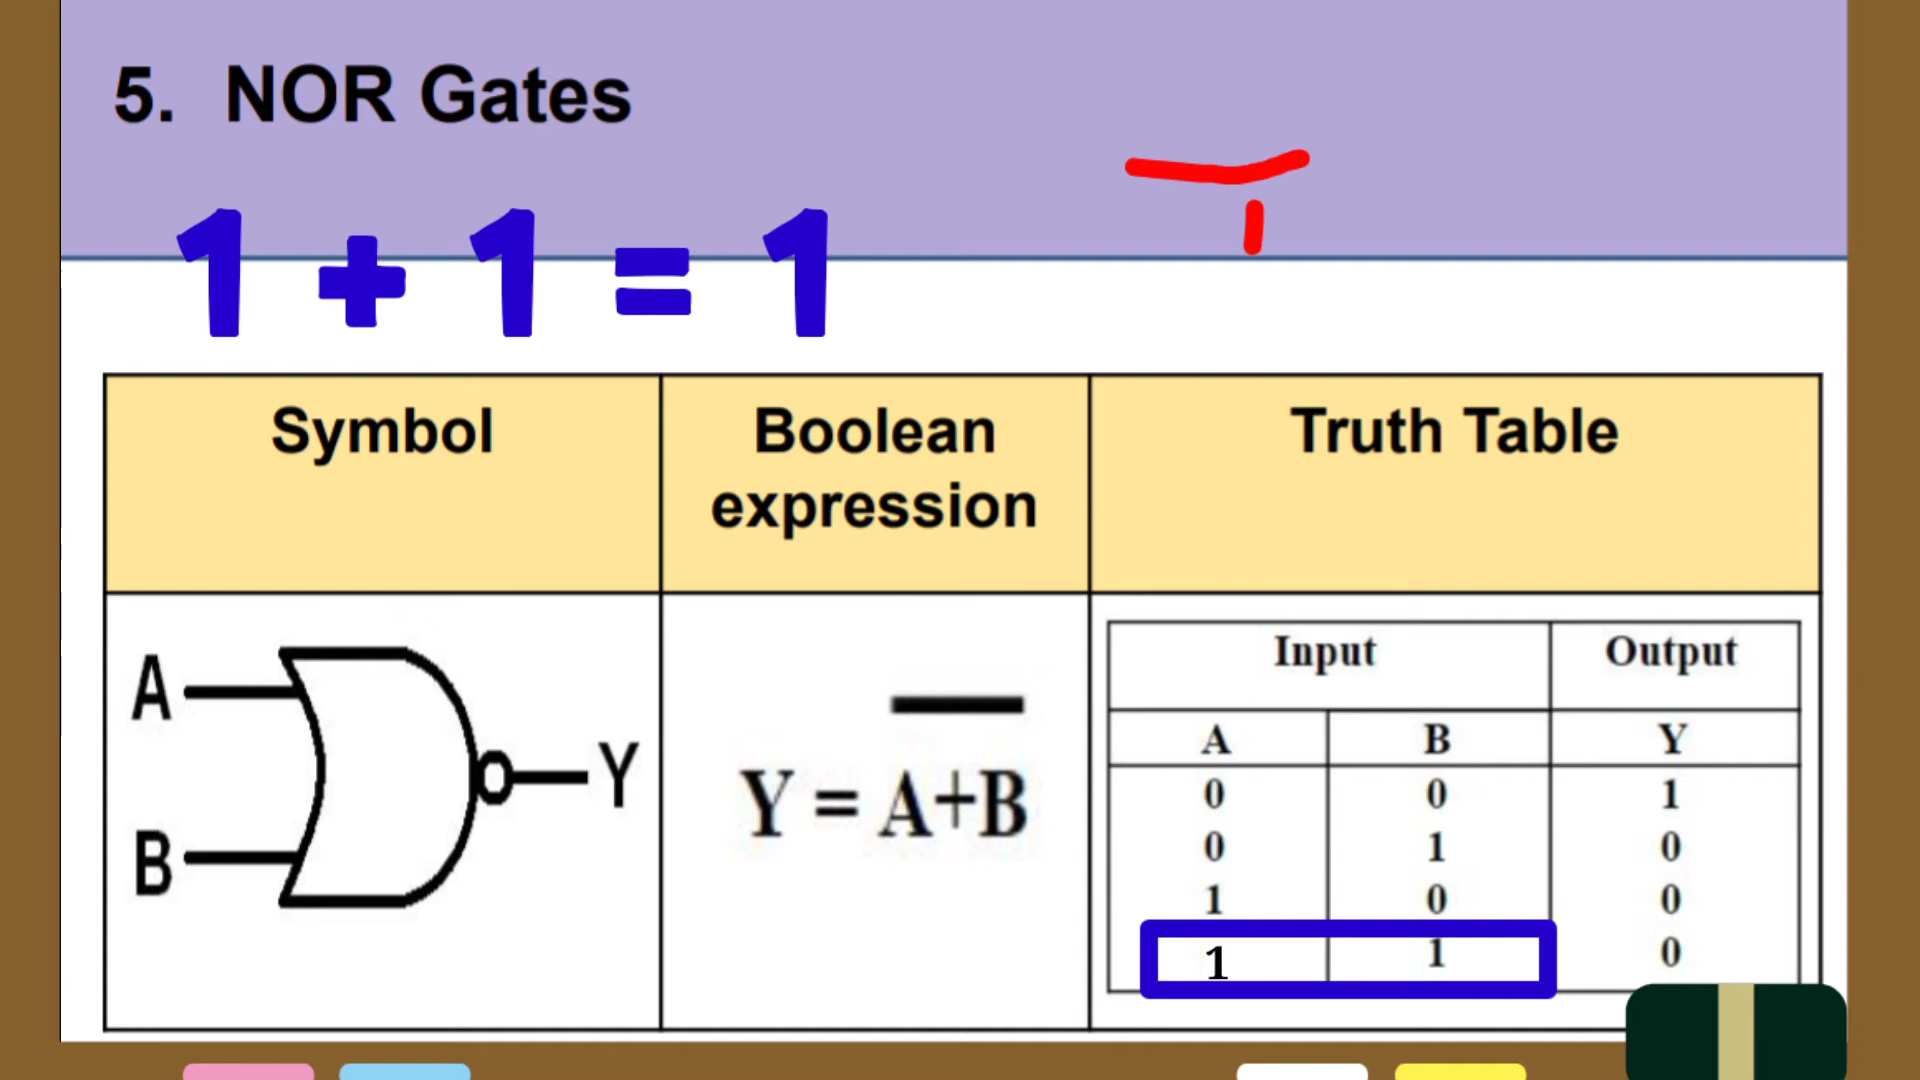 5. NOR Gates
1 + 1 = 1
Symbol
Boolean expression
Truth Table
A
B
Y
Y = A+B
Input
Output
A B Y
0 0 1
0 1 0
1 0 0
1 1 0